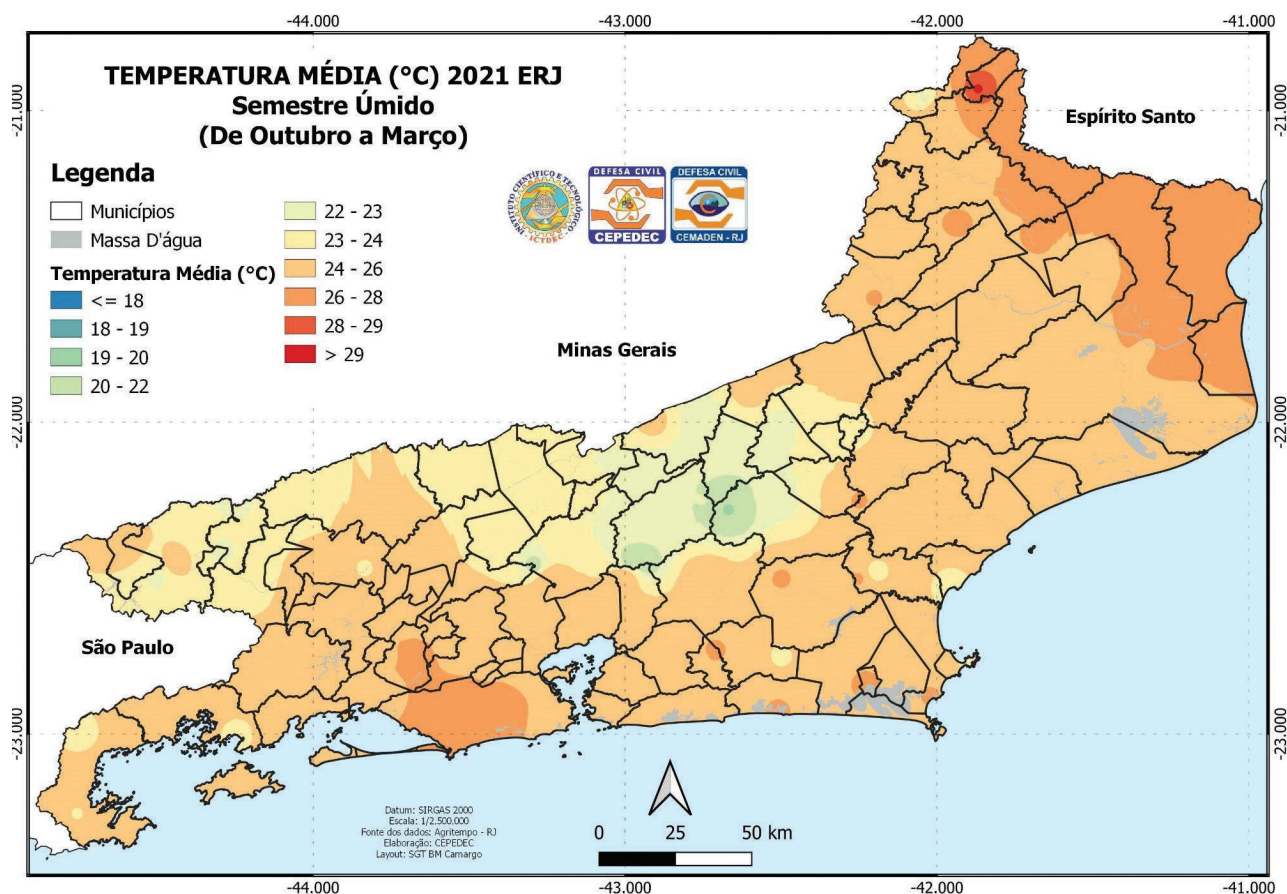 -44.000
-43.000
-42.000
-41.000
TEMPERATURA MÉDIA (°C) 2021 ERJ
Semestre Úmido
(De Outubro a Março)
Legenda
Municípios
Massa D'água
Temperatura Média (°C)
<= 18
18 - 19
19 - 20
20 - 22
22 - 23
23 - 24
24 - 26
26 - 28
28 - 29
> 29
INSTITUTO CIENTÍFICO E TECNOLÓGICO
- ICTDEC -
DEFESA CIVIL
CEPEDEC
DEFESA CIVIL
CEMADEN - RJ
Espírito Santo
Minas Gerais
São Paulo
-21.000
-22.000
-23.000
-21.000
-22.000
-23.000
Datum: SIRGAS 2000
Escala: 1/2.500.000
Fonte dos dados: Agritempo - RJ
Elaboração: CEPEDEC
Layout: SGT BM Camargo
0 25 50 km
-44.000
-43.000
-42.000
-41.000